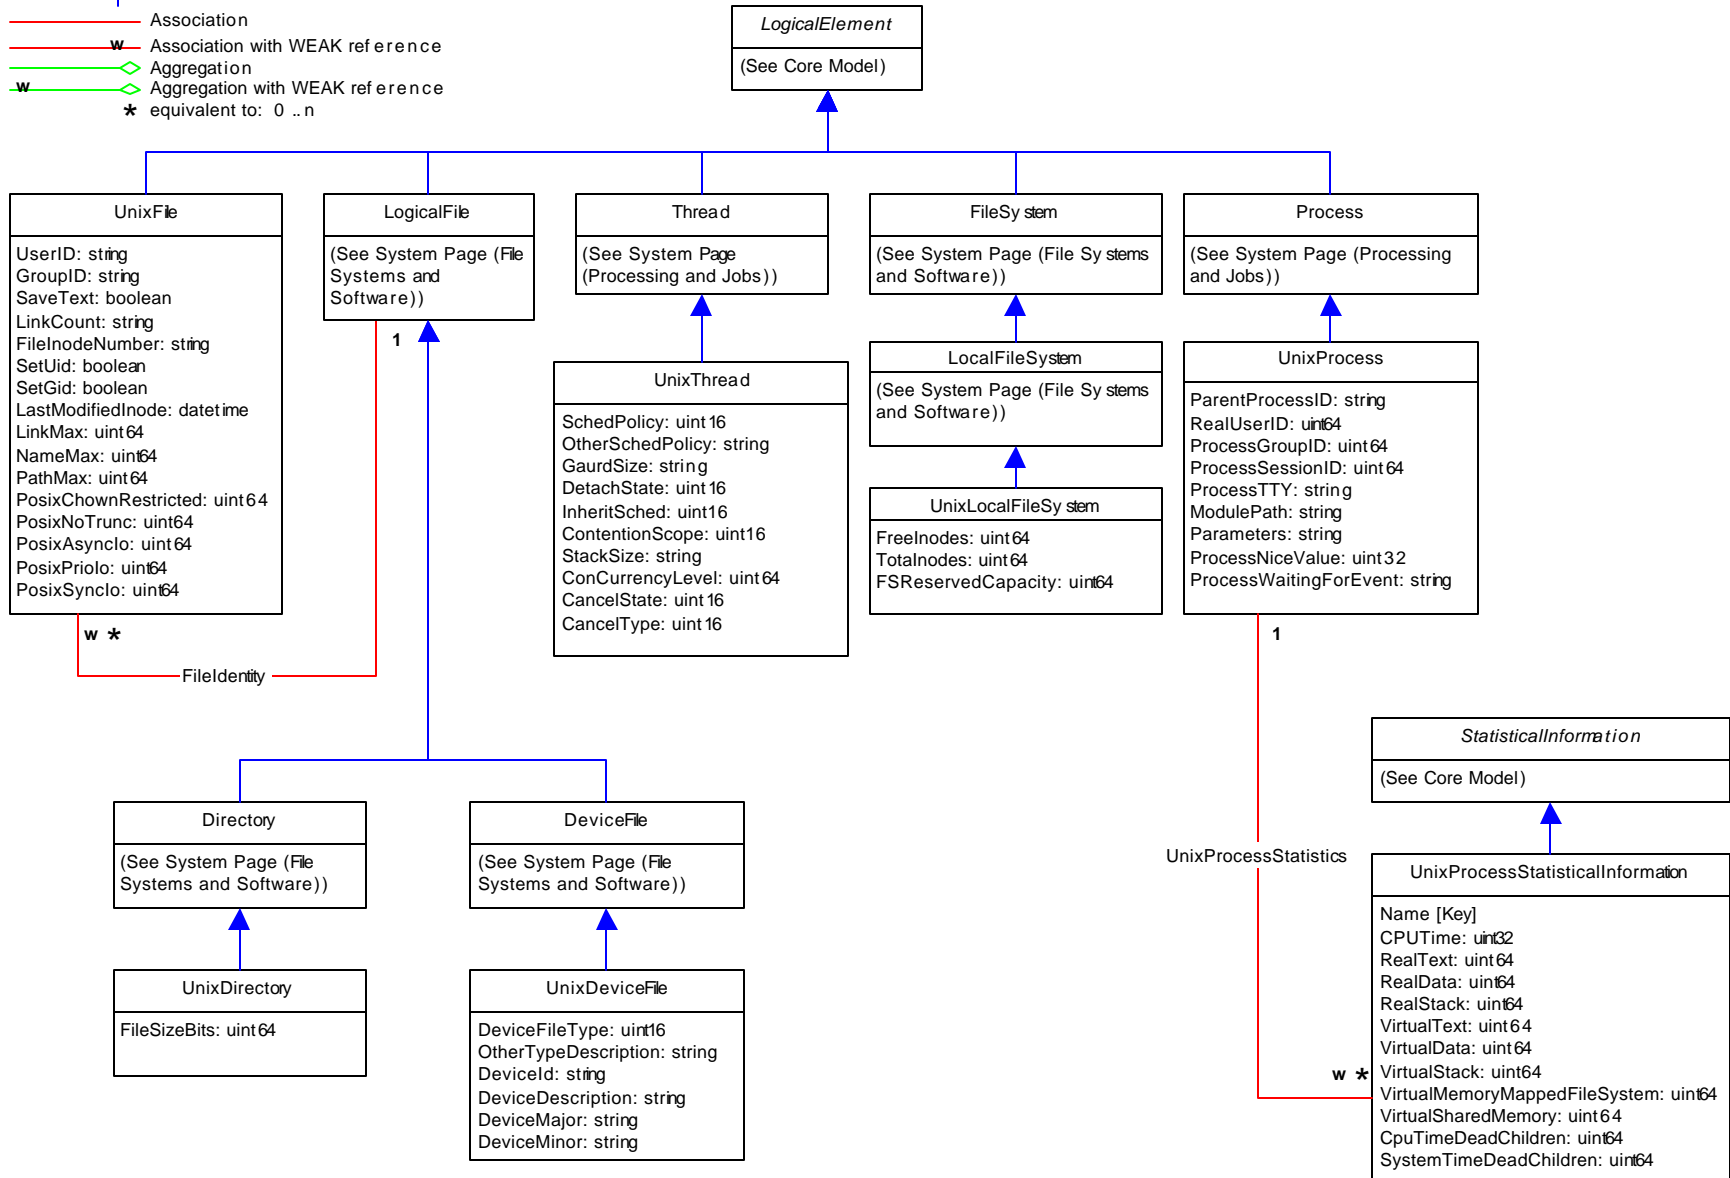 Association
w Association with WEAK reference
Aggregation
w Aggregation with WEAK reference
* equivalent to: 0 .. n
LogicalElement
(See Core Model)
UnixFile
UserID: string
GroupID: string
SaveText: boolean
LinkCount: string
FileInodeNumber: string
SetUid: boolean
SetGid: boolean
LastModifiedInode: datetime
LinkMax: uint64
NameMax: uint64
PathMax: uint64
PosixChownRestricted: uint64
PosixNoTrunc: uint64
PosixAsyncIo: uint64
PosixPrioIo: uint64
PosixSyncIo: uint64
LogicalFile
(See System Page (File
Systems and
Software))
Thread
(See System Page
(Processing and Jobs))
FileSystem
(See System Page (File Systems
and Software))
Process
(See System Page (Processing
and Jobs))
1
UnixThread
SchedPolicy: uint16
OtherSchedPolicy: string
GaurdSize: string
DetachState: uint16
InheritSched: uint16
ContentionScope: uint16
StackSize: string
ConCurrencyLevel: uint64
CancelState: uint16
CancelType: uint16
LocalFileSystem
(See System Page (File Systems
and Software))
UnixLocalFileSystem
FreeInodes: uint64
TotalInodes: uint64
FSReservedCapacity: uint64
UnixProcess
ParentProcessID: string
RealUserID: uint64
ProcessGroupID: uint64
ProcessSessionID: uint64
ProcessTTY: string
ModulePath: string
Parameters: string
ProcessNiceValue: uint32
ProcessWaitingForEvent: string
w *
FileIdentity
1
UnixProcessStatistics
StatisticalInformation
(See Core Model)
Directory
(See System Page (File
Systems and Software))
DeviceFile
(See System Page (File
Systems and Software))
UnixDirectory
FileSizeBits: uint64
UnixDeviceFile
DeviceFileType: uint16
OtherTypeDescription: string
DeviceId: string
DeviceDescription: string
DeviceMajor: string
DeviceMinor: string
UnixProcessStatisticalInformation
Name [Key]
CPUTime: uint32
RealText: uint64
RealData: uint64
RealStack: uint64
VirtualText: uint64
VirtualData: uint64
VirtualStack: uint64
VirtualMemoryMappedFileSystem: uint64
VirtualSharedMemory: uint64
CpuTimeDeadChildren: uint64
SystemTimeDeadChildren: uint64
w *